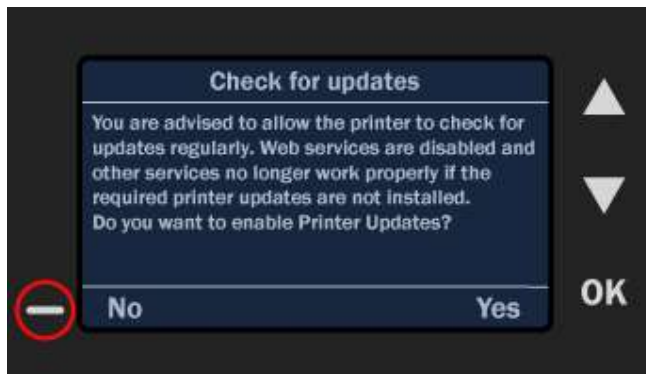 Check for updates
You are advised to allow the printer to check for
updates regularly. Web services are disabled and
other services no longer work properly if the
required printer updates are not installed.
Do you want to enable Printer Updates?
No Yes
OK